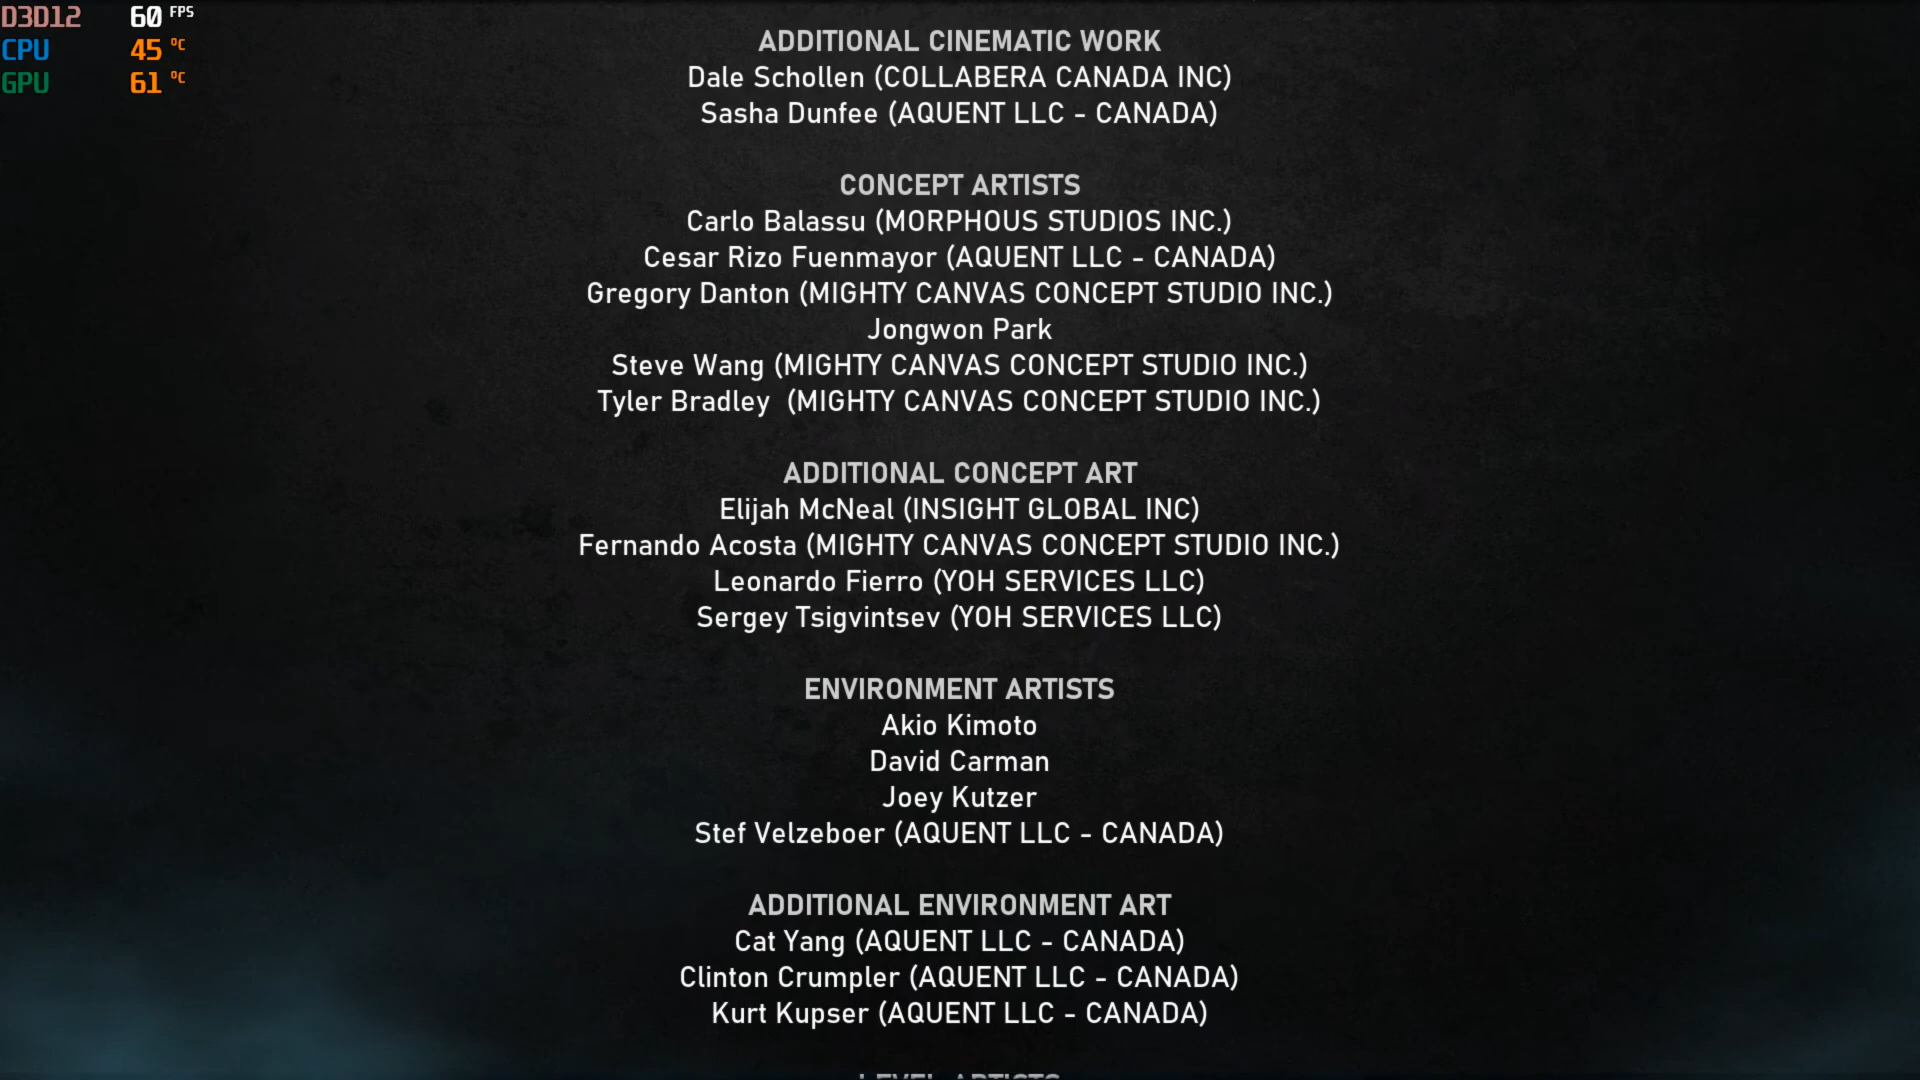 D3D12 60 FPS
CPU 45 °C
GPU 61 °C
ADDITIONAL CINEMATIC WORK
Dale Schollen (COLLABERA CANADA INC)
Sasha Dunfee (AQUENT LLC - CANADA)
CONCEPT ARTISTS
Carlo Balassu (MORPHOUS STUDIOS INC.)
Cesar Rizo Fuenmayor (AQUENT LLC - CANADA)
Gregory Danton (MIGHTY CANVAS CONCEPT STUDIO INC.)
Jongwon Park
Steve Wang (MIGHTY CANVAS CONCEPT STUDIO INC.)
Tyler Bradley  (MIGHTY CANVAS CONCEPT STUDIO INC.)
ADDITIONAL CONCEPT ART
Elijah McNeal (INSIGHT GLOBAL INC)
Fernando Acosta (MIGHTY CANVAS CONCEPT STUDIO INC.)
Leonardo Fierro (YOH SERVICES LLC)
Sergey Tsigvintsev (YOH SERVICES LLC)
ENVIRONMENT ARTISTS
Akio Kimoto
David Carman
Joey Kutzer
Stef Velzeboer (AQUENT LLC - CANADA)
ADDITIONAL ENVIRONMENT ART
Cat Yang (AQUENT LLC - CANADA)
Clinton Crumpler (AQUENT LLC - CANADA)
Kurt Kupser (AQUENT LLC - CANADA)
LEVEL ARTISTS